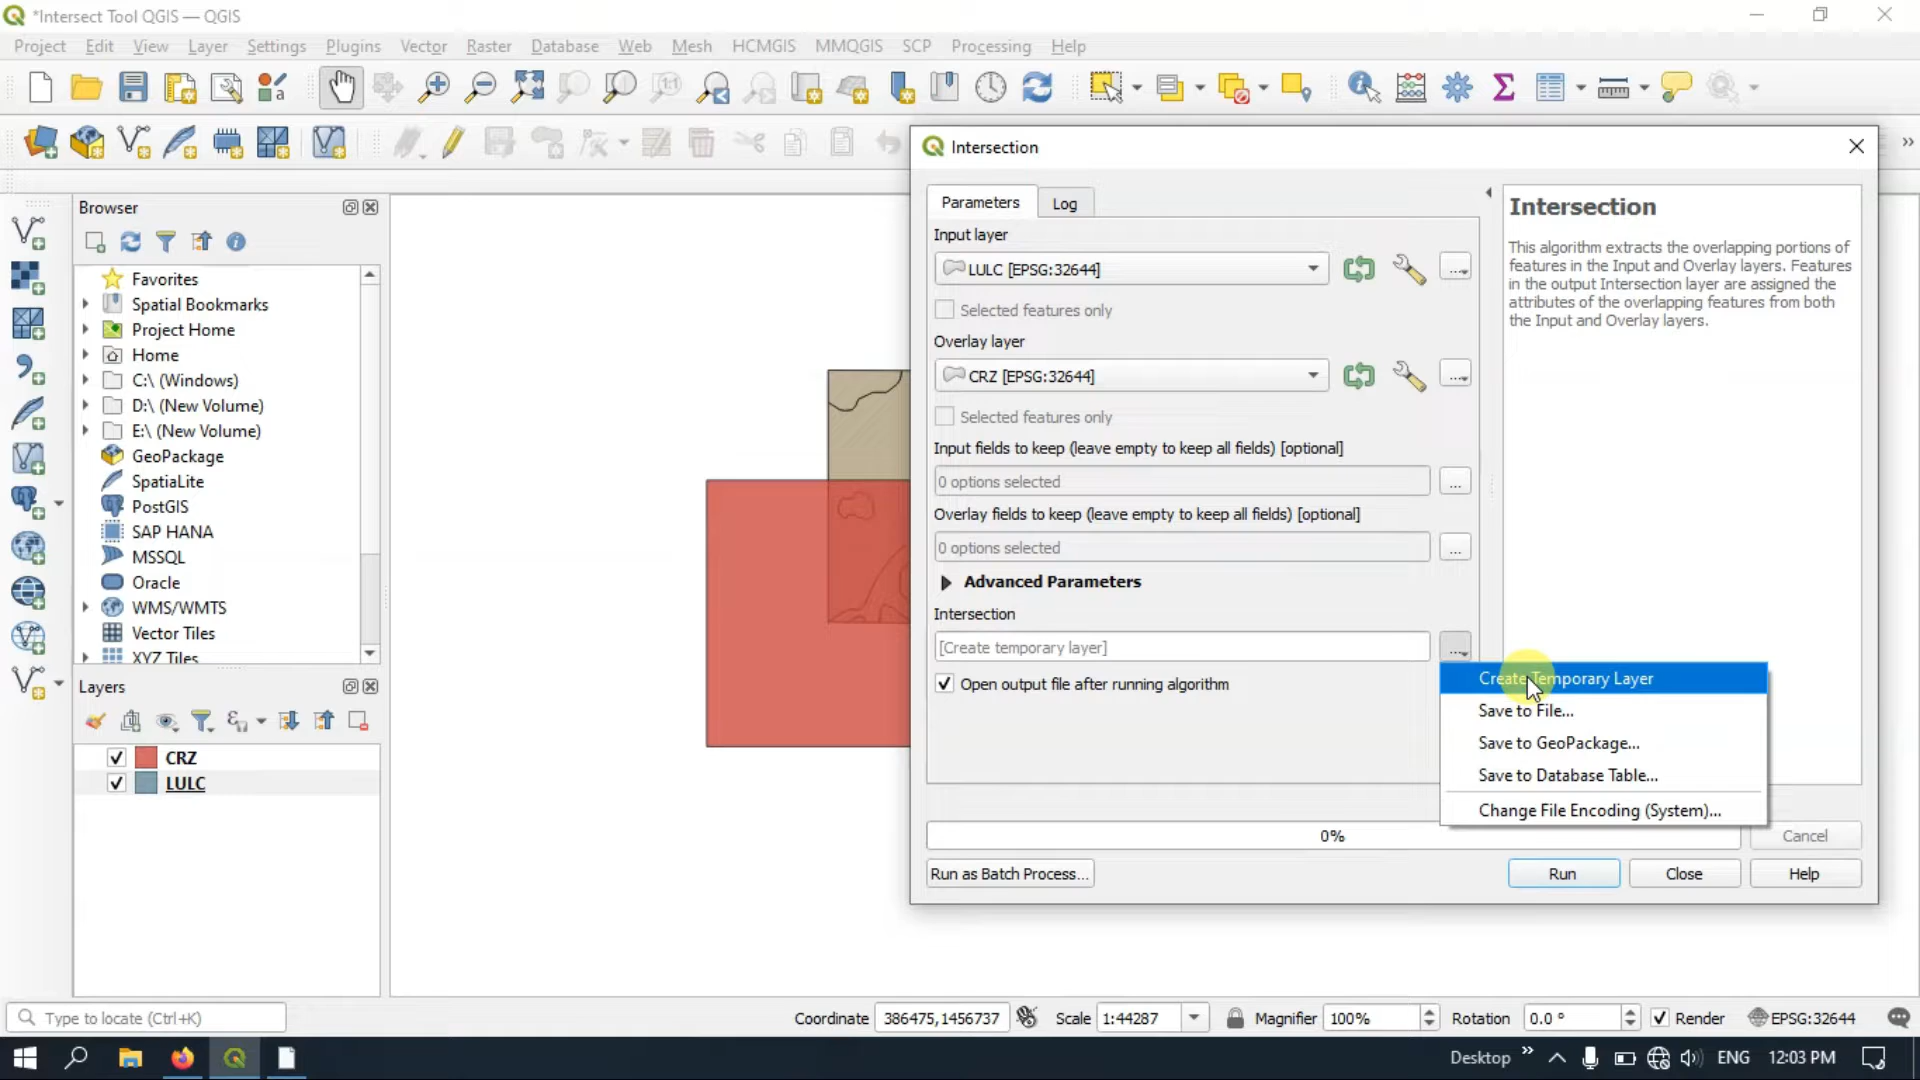 *Intersect Tool QGIS — QGIS
Project Edit View Layer Settings Plugins Vector Raster Database Web Mesh HCMGIS MMQGIS SCP Processing Help
Browser
Favorites
Spatial Bookmarks
Project Home
Home
C:\ (Windows)
D:\ (New Volume)
E:\ (New Volume)
GeoPackage
SpatiaLite
PostGIS
SAP HANA
MSSQL
Oracle
WMS/WMTS
Vector Tiles
XYZ Tiles
Layers
CRZ
LULC
Intersection
Parameters Log
Input layer
LULC [EPSG:32644]
Selected features only
Overlay layer
CRZ [EPSG:32644]
Selected features only
Input fields to keep (leave empty to keep all fields) [optional]
0 options selected
Overlay fields to keep (leave empty to keep all fields) [optional]
0 options selected
Advanced Parameters
Intersection
[Create temporary layer]
Open output file after running algorithm
Create Temporary Layer
Save to File...
Save to GeoPackage...
Save to Database Table...
Change File Encoding (System)...
Intersection
This algorithm extracts the overlapping portions of
features in the Input and Overlay layers. Features
in the output Intersection layer are assigned the
attributes of the overlapping features from both
the Input and Overlay layers.
0%
Cancel
Run as Batch Process...
Run
Close
Help
Type to locate (Ctrl+K)
Coordinate 386475,1456737
Scale 1:44287
Magnifier 100%
Rotation 0.0 °
Render
EPSG:32644
Desktop
ENG
12:03 PM